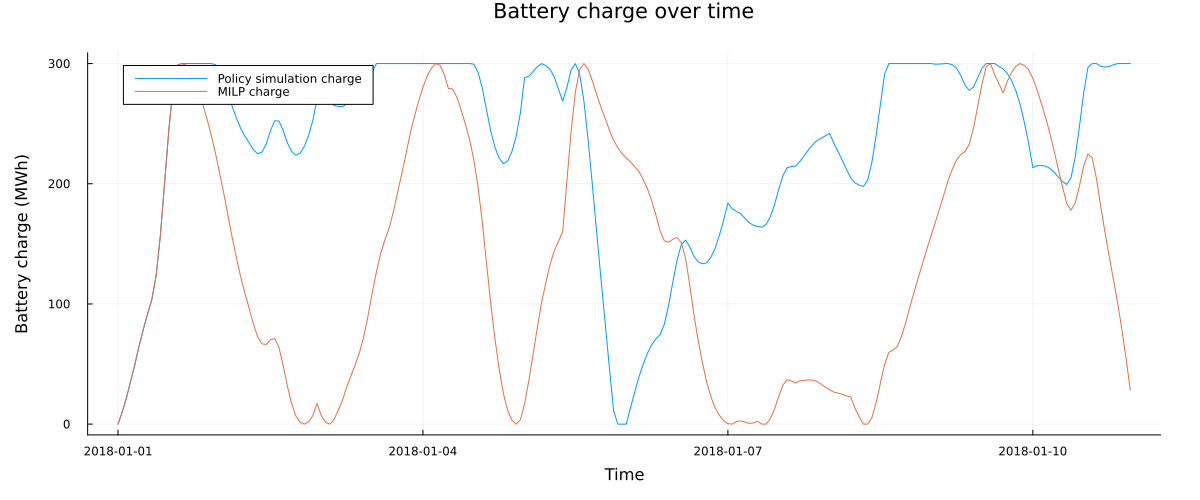 Battery charge over time
Policy simulation charge
MILP charge
Battery charge (MWh)
300
200
100
0
2018-01-01
2018-01-04
2018-01-07
2018-01-10
Time